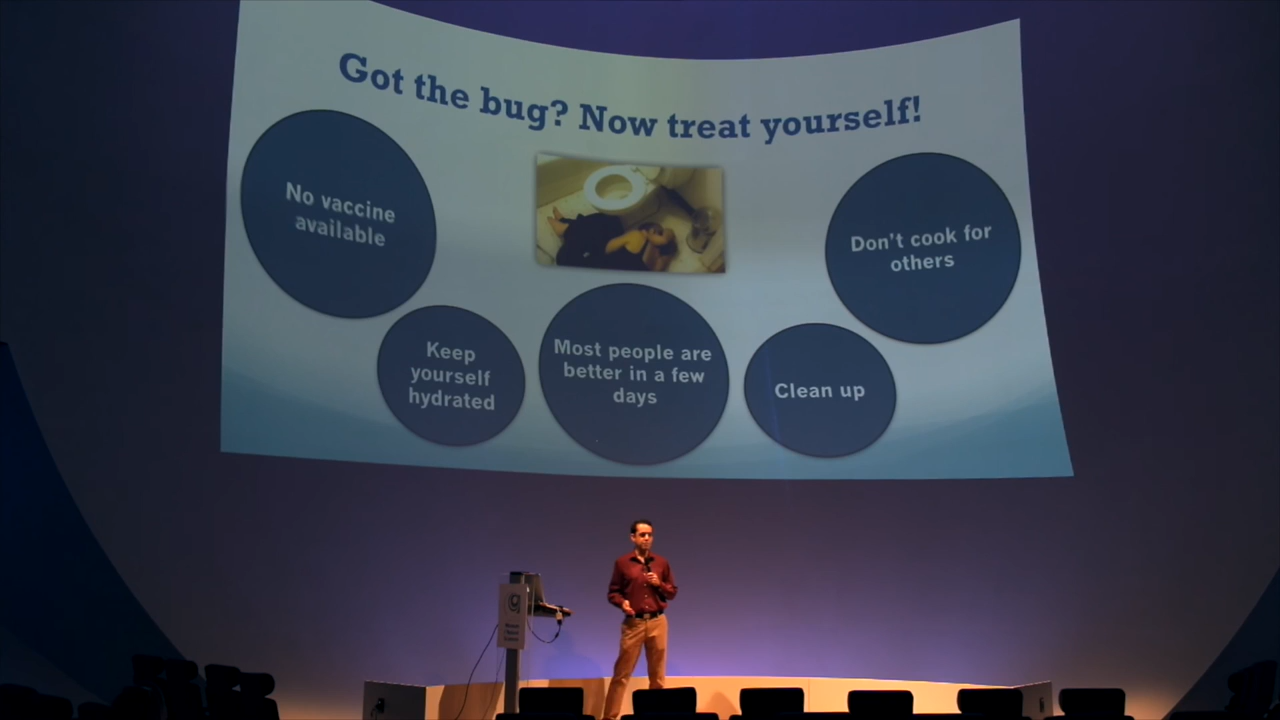 Got the bug? Now treat yourself!
No vaccine
available
Don't cook for
others
Keep
yourself
hydrated
Most people are
better in a few
days
Clean up